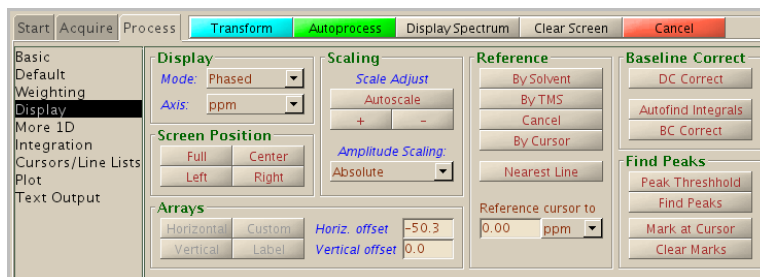 Start Acquire Process Transform Autoprocess Display Spectrum Clear Screen Cancel
Basic
Default
Weighting
Display
More 1D
Integration
Cursors/Line Lists
Plot
Text Output
Display
Mode: Phased
Axis: ppm
Screen Position
Full Center
Left Right
Scaling
Scale Adjust
Autoscale
+ -
Amplitude Scaling:
Absolute
Arrays
Horizontal Custom Horiz. offset -50.3
Vertical Label Vertical offset 0.0
Reference
By Solvent
By TMS
Cancel
By Cursor
Nearest Line
Reference cursor to
0.00 ppm
Baseline Correct
DC Correct
Autofind Integrals
BC Correct
Find Peaks
Peak Threshhold
Find Peaks
Mark at Cursor
Clear Marks